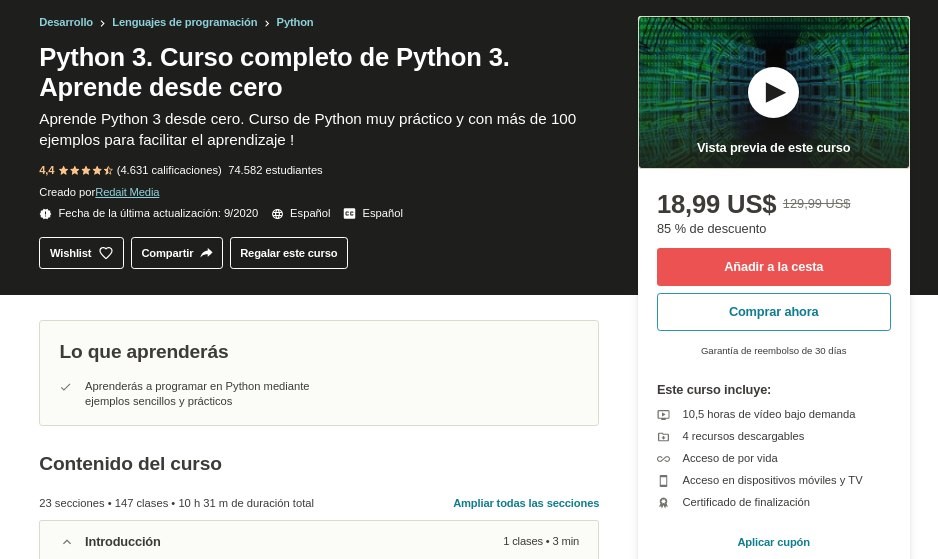 Desarrollo > Lenguajes de programación > Python
Python 3. Curso completo de Python 3.
Aprende desde cero
Aprende Python 3 desde cero. Curso de Python muy práctico y con más de 100
ejemplos para facilitar el aprendizaje !
4,4 (4.631 calificaciones) 74.582 estudiantes
Creado porRedait Media
Fecha de la última actualización: 9/2020 Español CC Español
Wishlist Compartir Regalar este curso
Vista previa de este curso
18,99 US$ 129,99 US$
85 % de descuento
Añadir a la cesta
Comprar ahora
Garantía de reembolso de 30 días
Este curso incluye:
10,5 horas de vídeo bajo demanda
4 recursos descargables
Acceso de por vida
Acceso en dispositivos móviles y TV
Certificado de finalización
Aplicar cupón
Lo que aprenderás
Aprenderás a programar en Python mediante
ejemplos sencillos y prácticos
Contenido del curso
23 secciones • 147 clases • 10 h 31 m de duración total Ampliar todas las secciones
Introducción 1 clases • 3 min